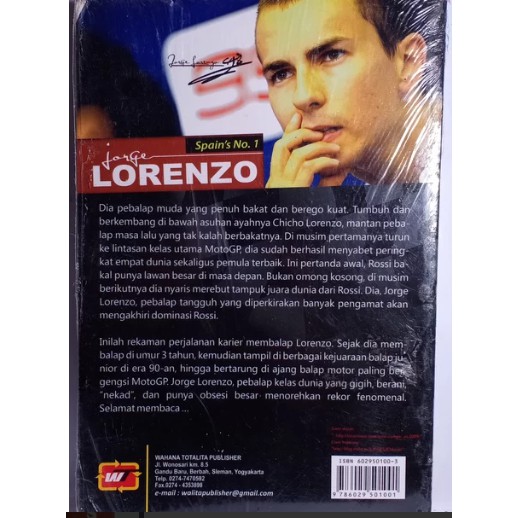 Spain's No. 1
Jorge
LORENZO
Dia pebalap muda yang penuh bakat dan berego kuat. Tumbuh dan
berkembang di bawah asuhan ayahnya Chicho Lorenzo, mantan peba-
lap masa lalu yang tak kalah berbakatnya. Di musim pertamanya turun
ke lintasan kelas utama MotoGP, dia sudah berhasil menyabet pering-
kat empat dunia sekaligus pemula terbaik. Ini pertanda awal, Rossi ba-
kal punya lawan besar di masa depan. Bukan omong kosong, di musim
berikutnya dia nyaris merebut tampuk juara dunia dari Rossi. Dia, Jorge
Lorenzo, pebalap tangguh yang diperkirakan banyak pengamat akan
mengakhiri dominasi Rossi.
Inilah rekaman perjalanan karier membalap Lorenzo. Sejak dia mem-
balap di umur 3 tahun, kemudian tampil di berbagai kejuaraan balap ju-
nior di era 90-an, hingga bertarung di ajang balap motor paling ber-
gengsi MotoGP. Jorge Lorenzo, pebalap kelas dunia yang gigih, berani,
"nekad", dan punya obsesi besar menorehkan rekor fenomenal.
Selamat membaca ...
WAHANA TOTALITA PUBLISHER
Jl. Wonosari km. 8.5
Gandu Baru, Berbah, Sleman, Yogyakarta
Telp. 0274-7478582
Fax.0274 - 4353898
e - mail walitapublisher@gmail.com
ISBN 602950100-3
9 786029 501001